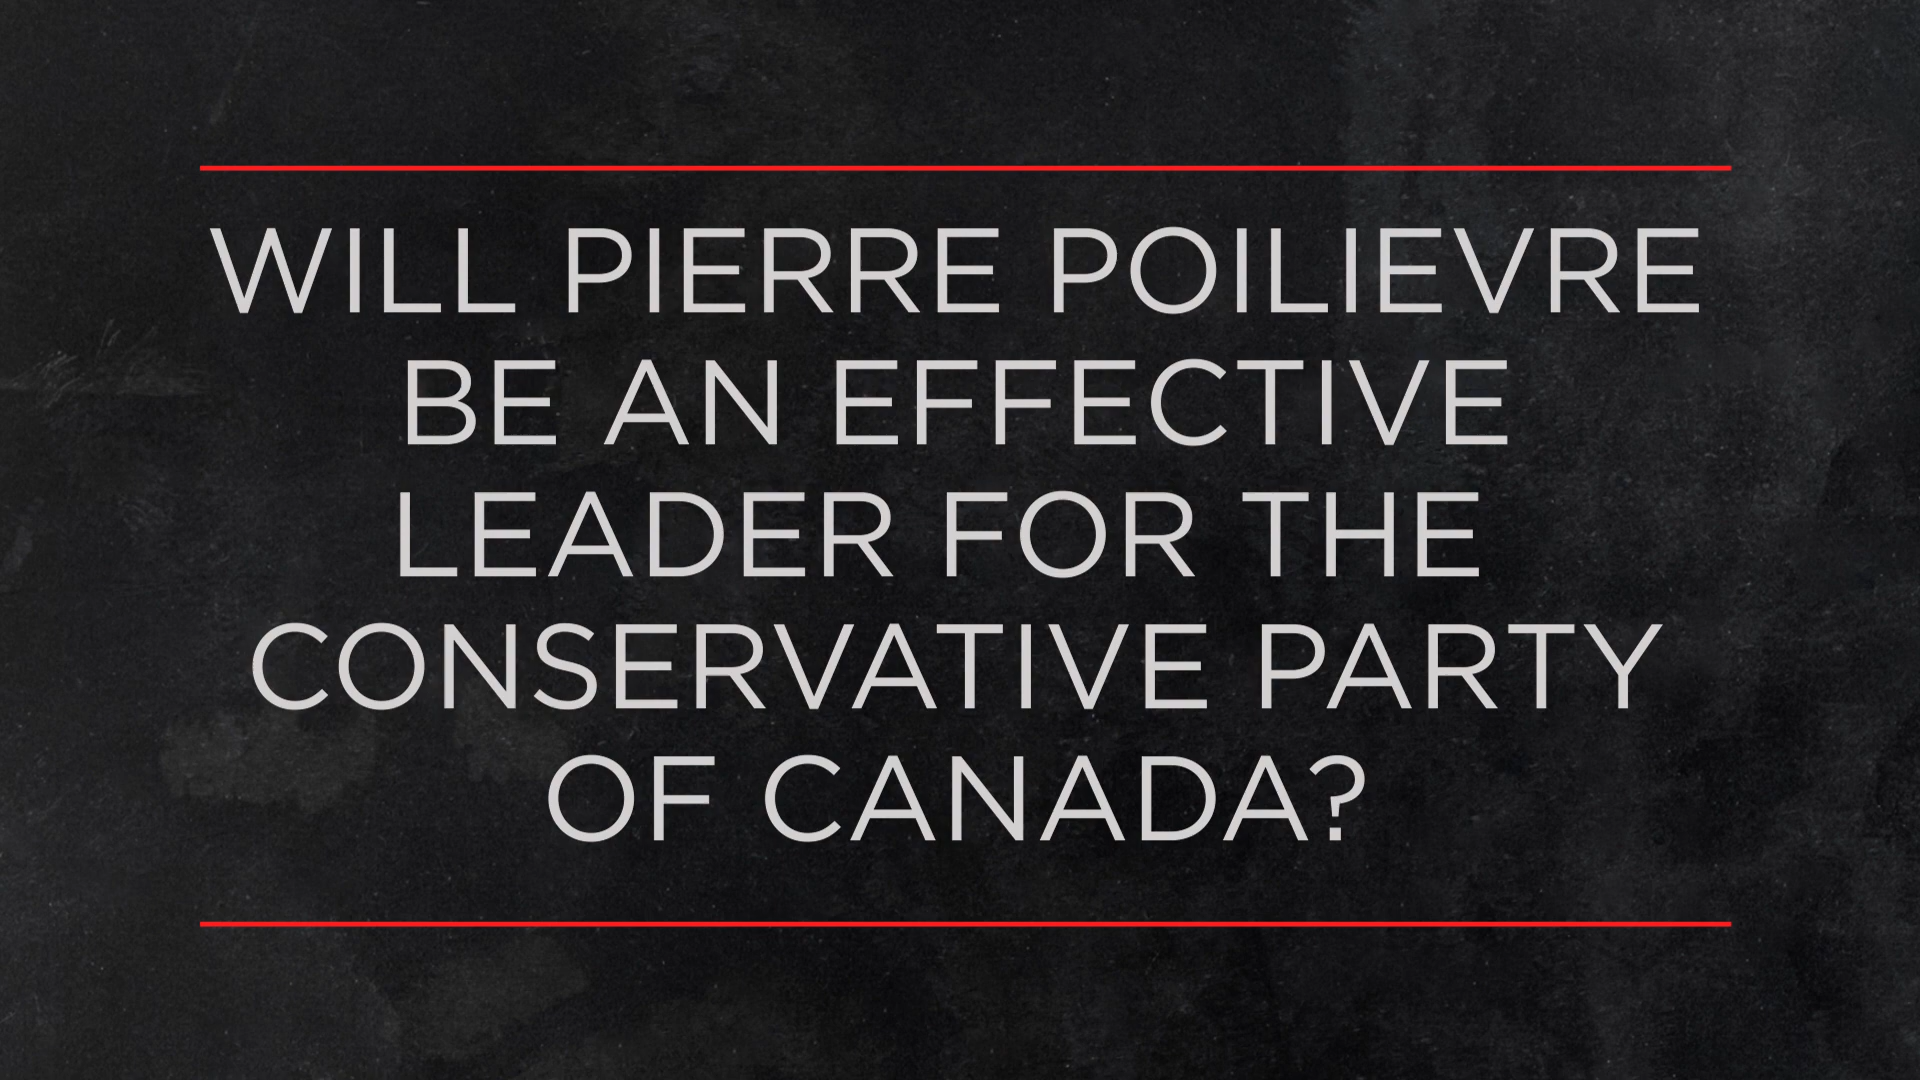 WILL PIERRE POILIEVRE
BE AN EFFECTIVE
LEADER FOR THE
CONSERVATIVE PARTY
OF CANADA?